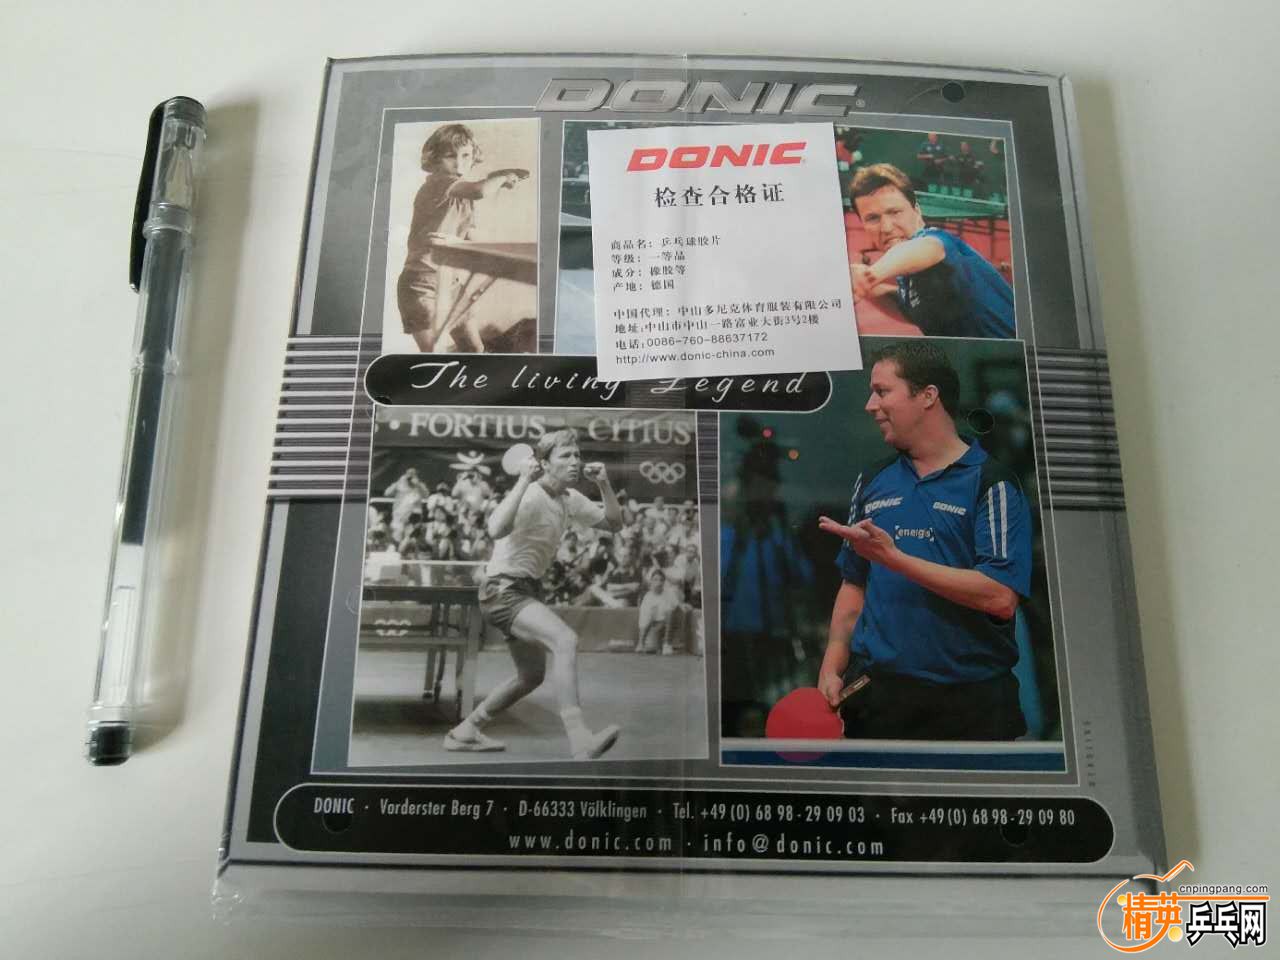 DONIC
DONIC
检查合格证
商品名：乒乓球胶片
等级：一等品
成分：橡胶等
产地：德国
中国代理：中山多尼克体育服装有限公司
地址:中山市中山一路富业大街3号2楼
电话:0086-760-88637172
http://www.donic-china.com
The living Legend
• FORTIUS CITIUS
DONIC DONIC
energis
DONIC · Vorderster Berg 7 · D-66333 Völklingen · Tel. +49 (0) 68 98 - 29 09 03 · Fax +49 (0) 68 98 - 29 09 80
www.donic.com · info@donic.com
cnpingpang.com
精英乒乓网